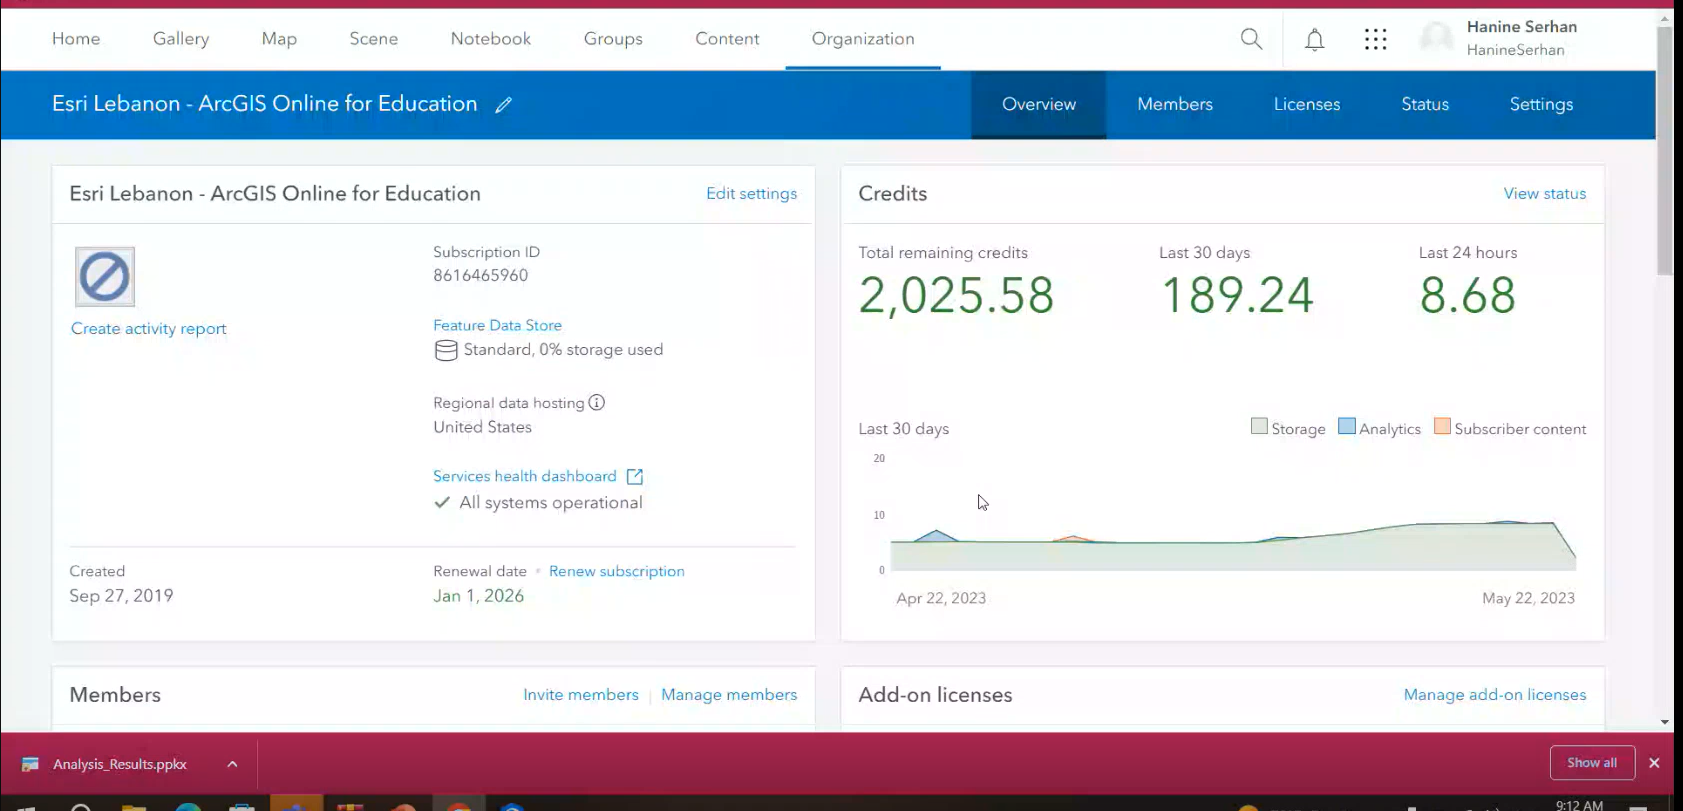 Home Gallery Map Scene Notebook Groups Content Organization
Hanine Serhan
HanineSerhan
Esri Lebanon - ArcGIS Online for Education
Overview Members Licenses Status Settings
Esri Lebanon - ArcGIS Online for Education Edit settings
Create activity report
Subscription ID
8616465960
Feature Data Store
Standard, 0% storage used
Regional data hosting
United States
Services health dashboard
All systems operational
Created
Sep 27, 2019
Renewal date • Renew subscription
Jan 1, 2026
Credits View status
Total remaining credits Last 30 days Last 24 hours
2,025.58 189.24 8.68
Last 30 days Storage Analytics Subscriber content
20
10
0
Apr 22, 2023 May 22, 2023
Members Invite members | Manage members
Add-on licenses Manage add-on licenses
Analysis_Results.ppkx Show all
9:12 AM